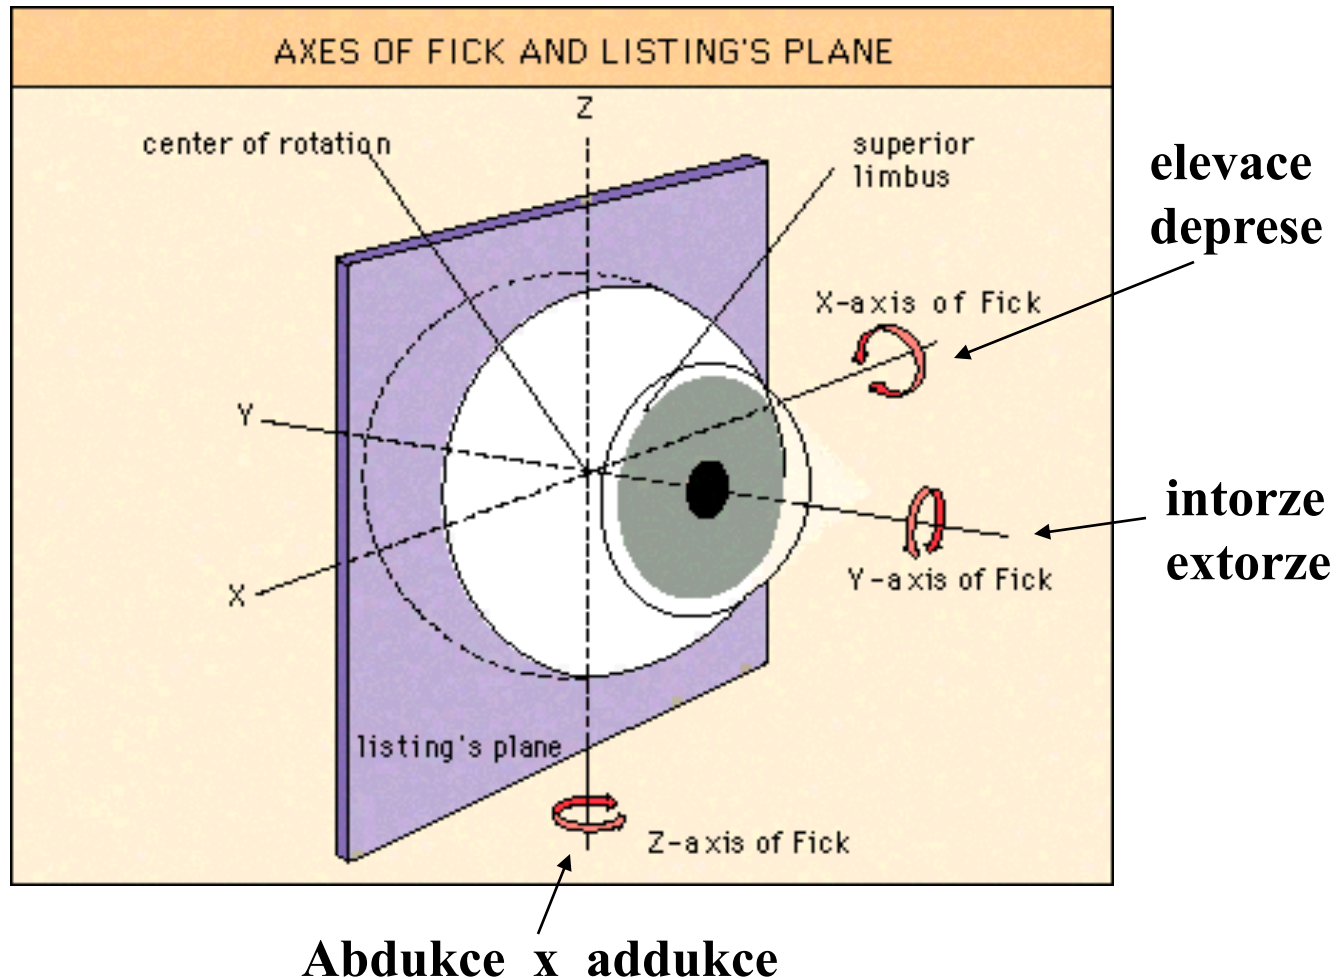 AXES OF FICK AND LISTING'S PLANE
Z
center of rotation
superior
limbus
elevace
deprese
X-axis of Fick
Y
intorze
extorze
Y-axis of Fick
X
listing's plane
Z-axis of Fick
Abdukce x addukce